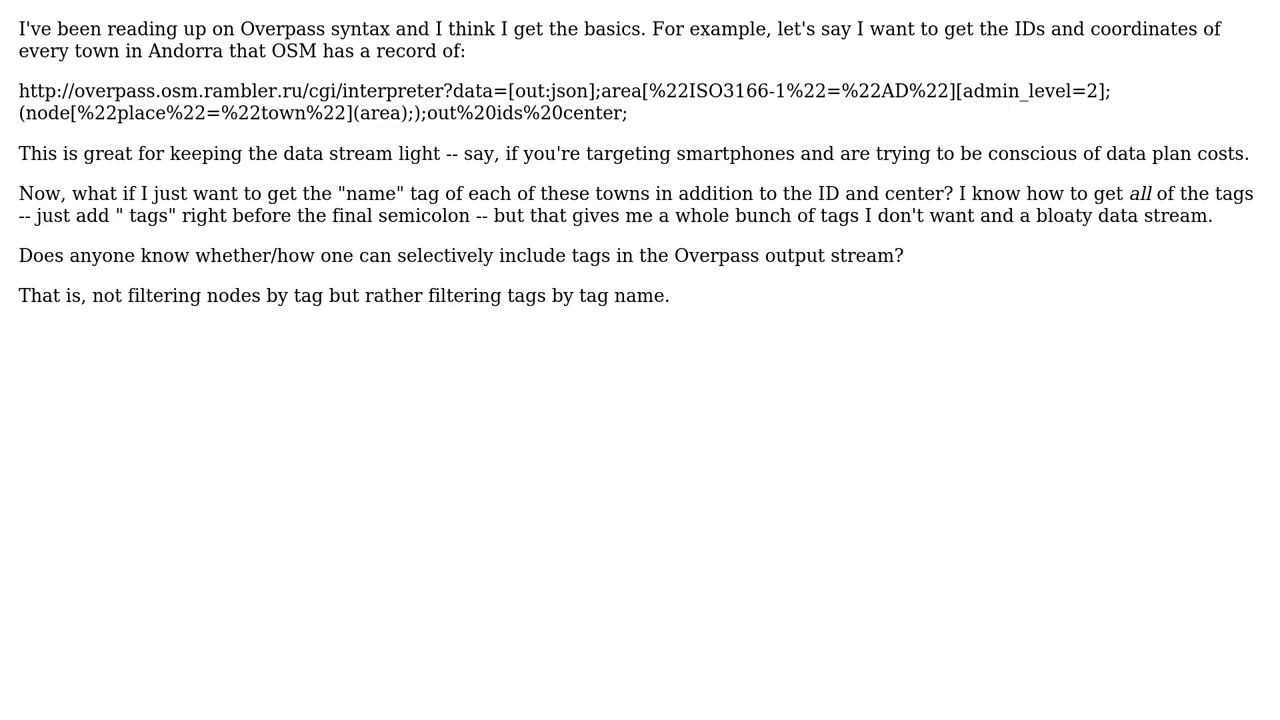 I've been reading up on Overpass syntax and I think I get the basics. For example, let's say I want to get the IDs and coordinates of
every town in Andorra that OSM has a record of:
http://overpass.osm.rambler.ru/cgi/interpreter?data=[out:json];area[%22ISO3166-1%22=%22AD%22][admin_level=2];
(node[%22place%22=%22town%22](area););out%20ids%20center;
This is great for keeping the data stream light -- say, if you're targeting smartphones and are trying to be conscious of data plan costs.
Now, what if I just want to get the "name" tag of each of these towns in addition to the ID and center? I know how to get all of the tags
-- just add " tags" right before the final semicolon -- but that gives me a whole bunch of tags I don't want and a bloaty data stream.
Does anyone know whether/how one can selectively include tags in the Overpass output stream?
That is, not filtering nodes by tag but rather filtering tags by tag name.